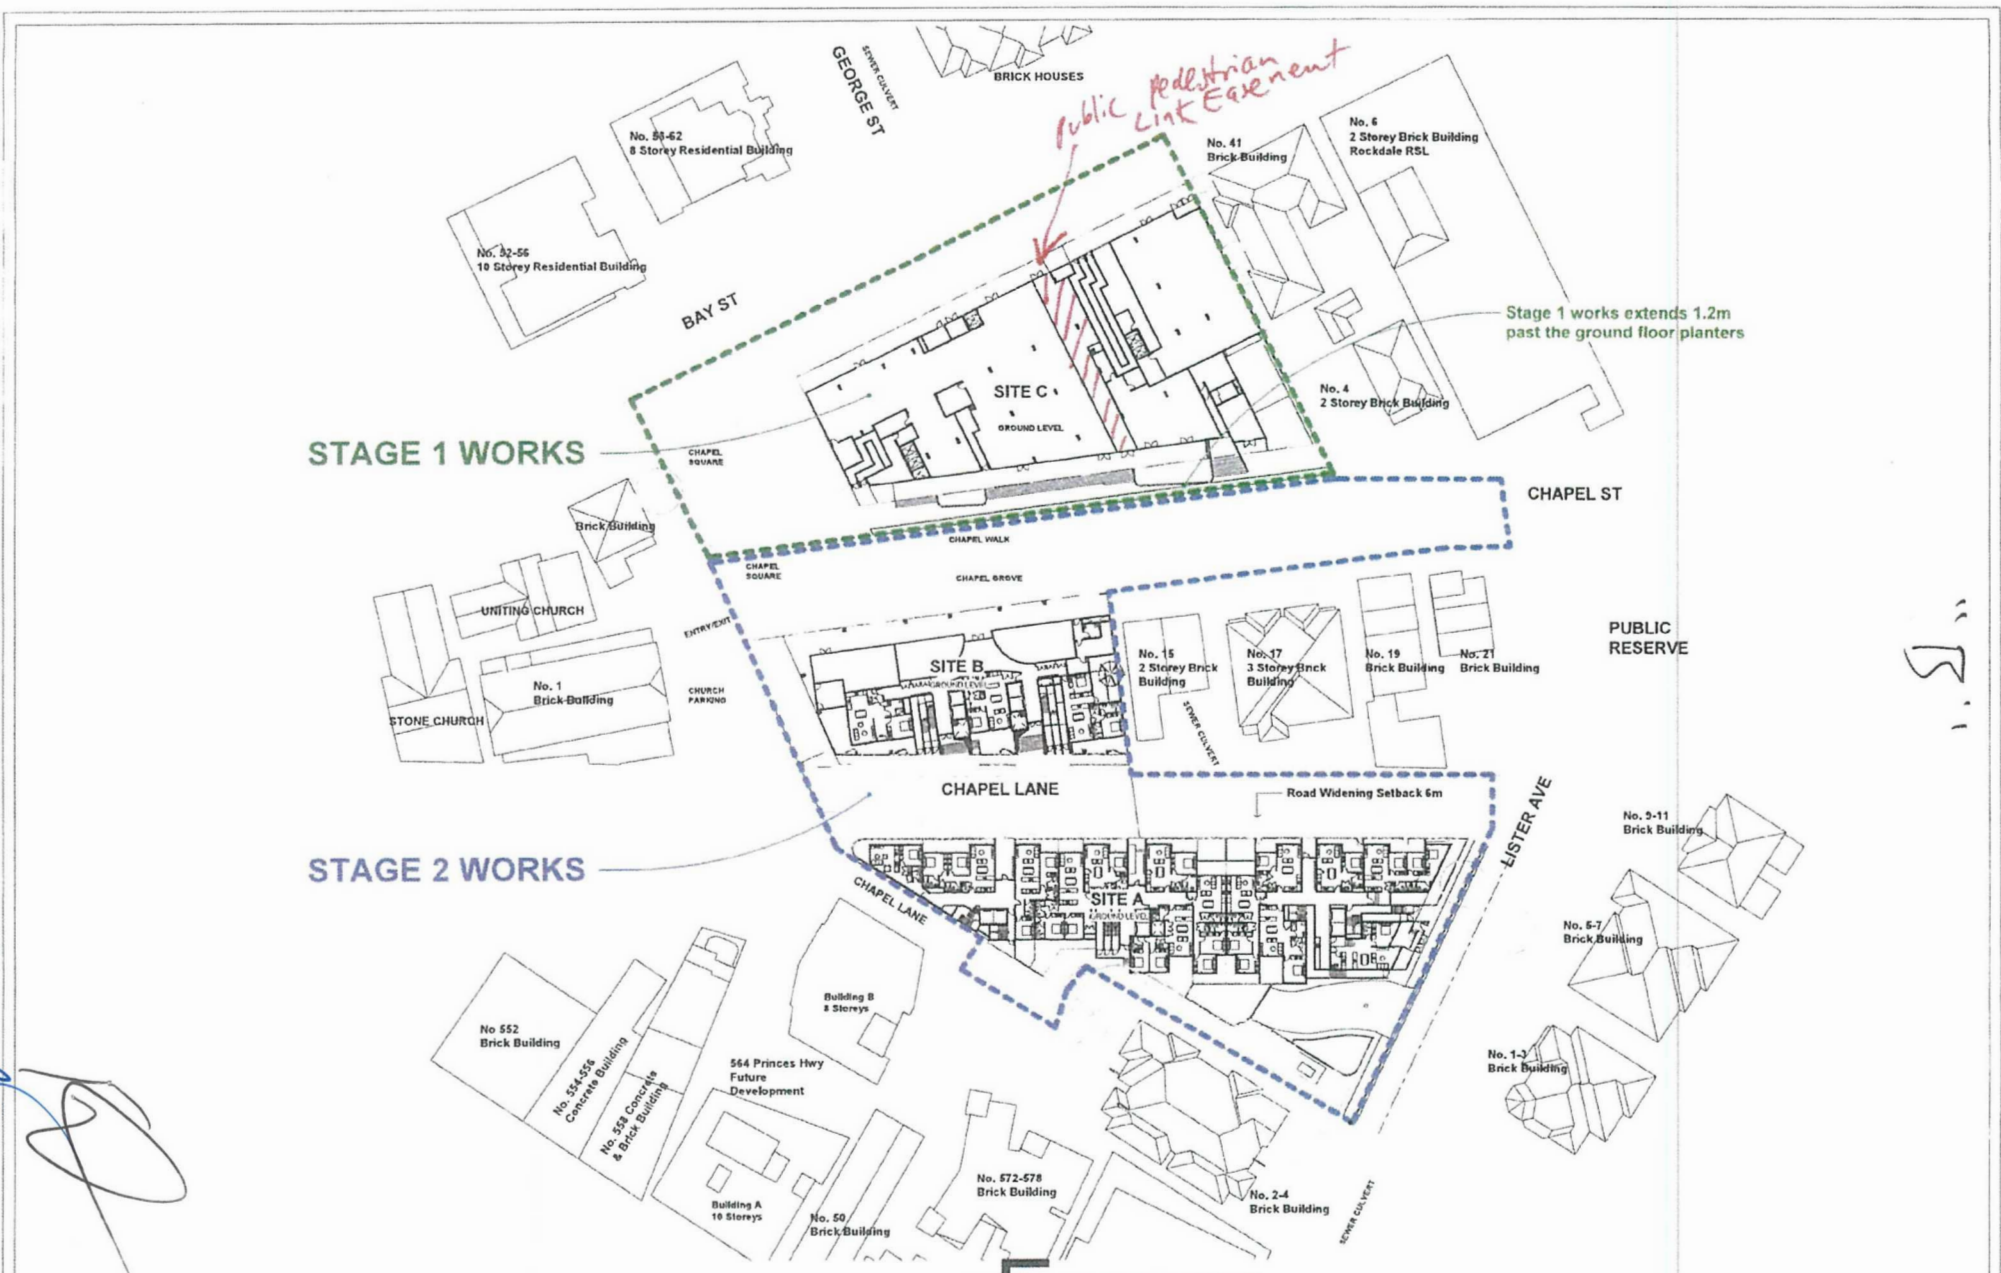 GEORGE ST
SEWER CULVERT
BRICK HOUSES
public pedestrian
Link Easement
No. 53-62
8 Storey Residential Building
No. 41
Brick Building
No. 6
2 Storey Brick Building
Rockdale RSL
No. 52-56
10 Storey Residential Building
BAY ST
Stage 1 works extends 1.2m
past the ground floor planters
SITE C
GROUND LEVEL
No. 4
2 Storey Brick Building
STAGE 1 WORKS
CHAPEL
SQUARE
CHAPEL ST
Brick Building
CHAPEL WALK
CHAPEL
SQUARE
CHAPEL GROVE
UNITING CHURCH
ENTRY/EXIT
PUBLIC
RESERVE
SITE B
GROUND LEVEL
No. 15
2 Storey Brick
Building
No. 17
3 Storey Brick
Building
No. 19
Brick Building
No. 21
Brick Building
No. 1
Brick Building
CHURCH
PARKING
STONE CHURCH
SEWER CULVERT
CHAPEL LANE
Road Widening Setback 6m
LISTER AVE
No. 9-11
Brick Building
STAGE 2 WORKS
CHAPEL LANE
SITE A
GROUND LEVEL
No. 5-7
Brick Building
Building B
8 Storeys
No 552
Brick Building
No. 554-556
Concrete Building
No. 558 Concrete
& Brick Building
564 Princes Hwy
Future
Development
No. 1-3
Brick Building
No. 572-578
Brick Building
No. 2-4
Brick Building
Building A
10 Storeys
No. 50
Brick Building
SEWER CULVERT